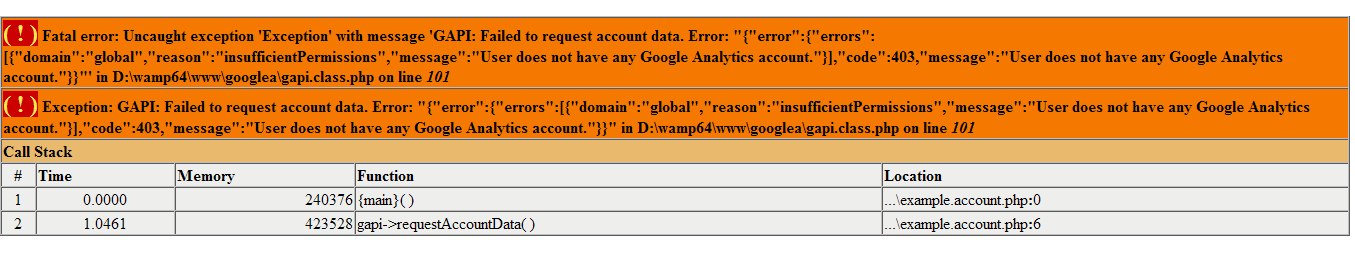 ( ! ) Fatal error: Uncaught exception 'Exception' with message 'GAPI: Failed to request account data. Error: "{"error":{"errors":
[{"domain":"global","reason":"insufficientPermissions","message":"User does not have any Google Analytics account."}],"code":403,"message":"User does not have any Google Analytics
account."}}"' in D:\wamp64\www\googlea\gapi.class.php on line 101
( ! ) Exception: GAPI: Failed to request account data. Error: "{"error":{"errors":[{"domain":"global","reason":"insufficientPermissions","message":"User does not have any Google Analytics
account."}],"code":403,"message":"User does not have any Google Analytics account."}}" in D:\wamp64\www\googlea\gapi.class.php on line 101
Call Stack
# Time Memory Function Location
1 0.0000 240376 {main}( ) ...\example.account.php:0
2 1.0461 423528 gapi->requestAccountData( ) ...\example.account.php:6